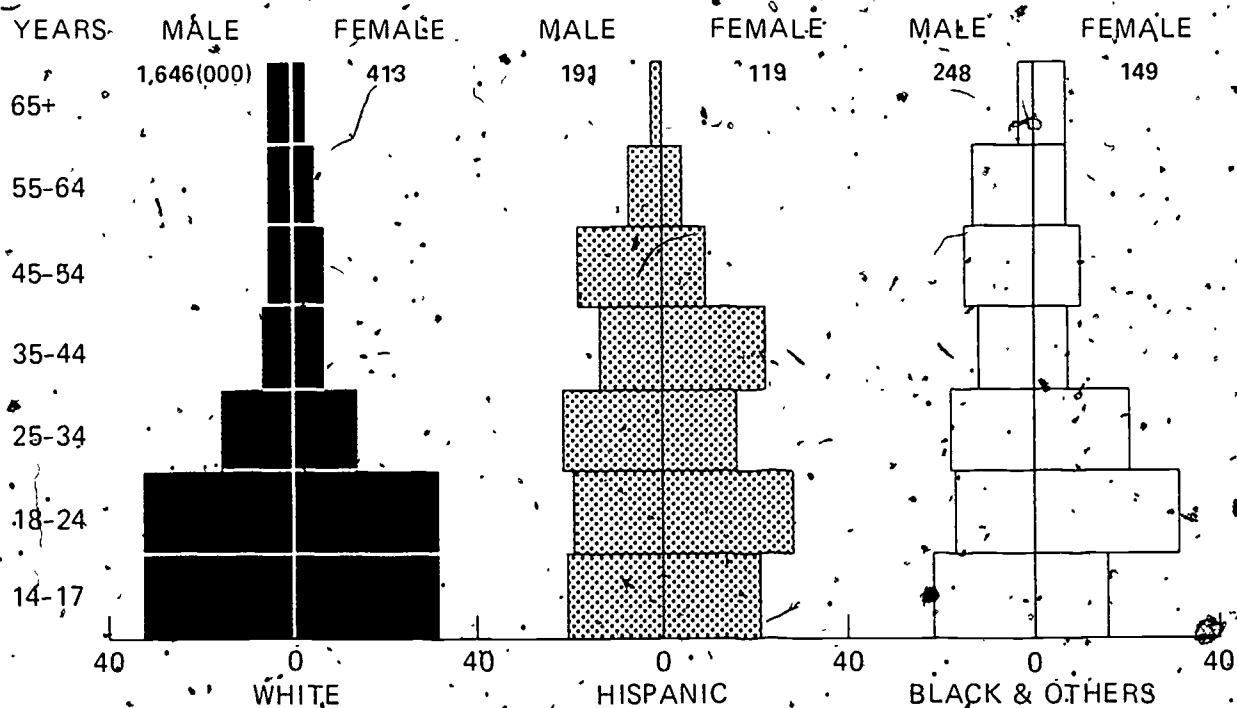 YEARS MALE FEMALE MALE FEMALE MALE FEMALE
1,646(000) 413 191 119 248 149
65+
55-64
45-54
35-44
25-34
18-24
14-17
40 0 40 0 40 0 40
WHITE HISPANIC BLACK & OTHERS